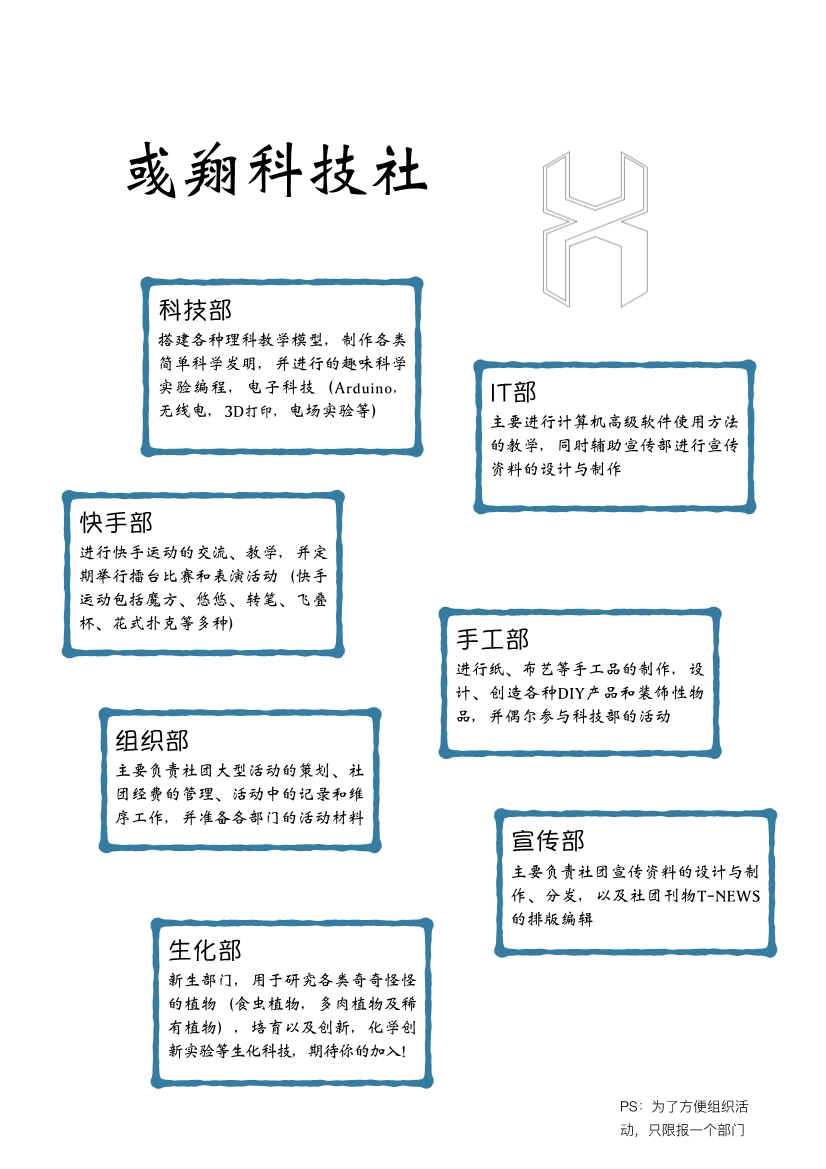 彧翔科技社
科技部
搭建各种理科教学模型，制作各类
简单科学发明，并进行的趣味科学
实验编程，电子科技（Arduino，
无线电，3D打印，电场实验等）
IT部
主要进行计算机高级软件使用方法
的教学，同时辅助宣传部进行宣传
资料的设计与制作
快手部
进行快手运动的交流、教学，并定
期举行擂台比赛和表演活动（快手
运动包括魔方、悠悠、转笔、飞叠
杯、花式扑克等多种）
手工部
进行纸、布艺等手工品的制作，设
计、创造各种DIY产品和装饰性物
品，并偶尔参与科技部的活动
组织部
主要负责社团大型活动的策划、社
团经费的管理、活动中的记录和维
序工作，并准备各部门的活动材料
宣传部
主要负责社团宣传资料的设计与制
作、分发，以及社团刊物T-NEWS
的排版编辑
生化部
新生部门，用于研究各类奇奇怪怪
的植物（食虫植物，多肉植物及稀
有植物），培育以及创新，化学创
新实验等生化科技，期待你的加入！
PS：为了方便组织活
动，只限报一个部门